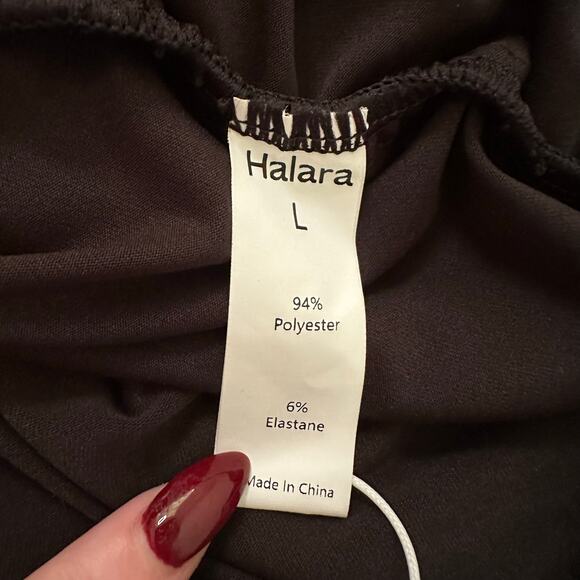 Halara
L
94%
Polyester
6%
Elastane
Made In China